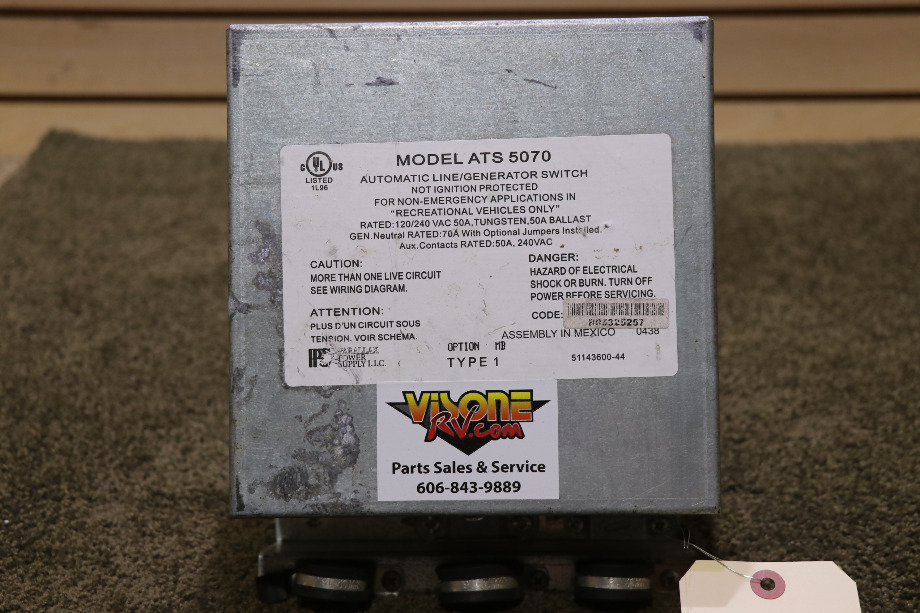 C UL US
LISTED
1L96
MODEL ATS 5070
AUTOMATIC LINE/GENERATOR SWITCH
NOT IGNITION PROTECTED
FOR NON-EMERGENCY APPLICATIONS IN
"RECREATIONAL VEHICLES ONLY"
RATED:120/240 VAC 50A,TUNGSTEN,50A BALLAST
GEN.Neutral RATED:70A With Optional Jumpers Installed.
Aux.Contacts RATED:50A, 240VAC
CAUTION:
MORE THAN ONE LIVE CIRCUIT
SEE WIRING DIAGRAM.
ATTENTION:
PLUS D'UN CIRCUIT SOUS
TENSION. VOIR SCHEMA.
DANGER:
HAZARD OF ELECTRICAL
SHOCK OR BURN. TURN OFF
POWER BEFORE SERVICING.
CODE:
ASSEMBLY IN MEXICO 0438
PARALLAX
POWER
SUPPLY L.L.C.
OPTION MB
TYPE 1
51143600-44
VISONE
RV.com
Parts Sales & Service
606-843-9889